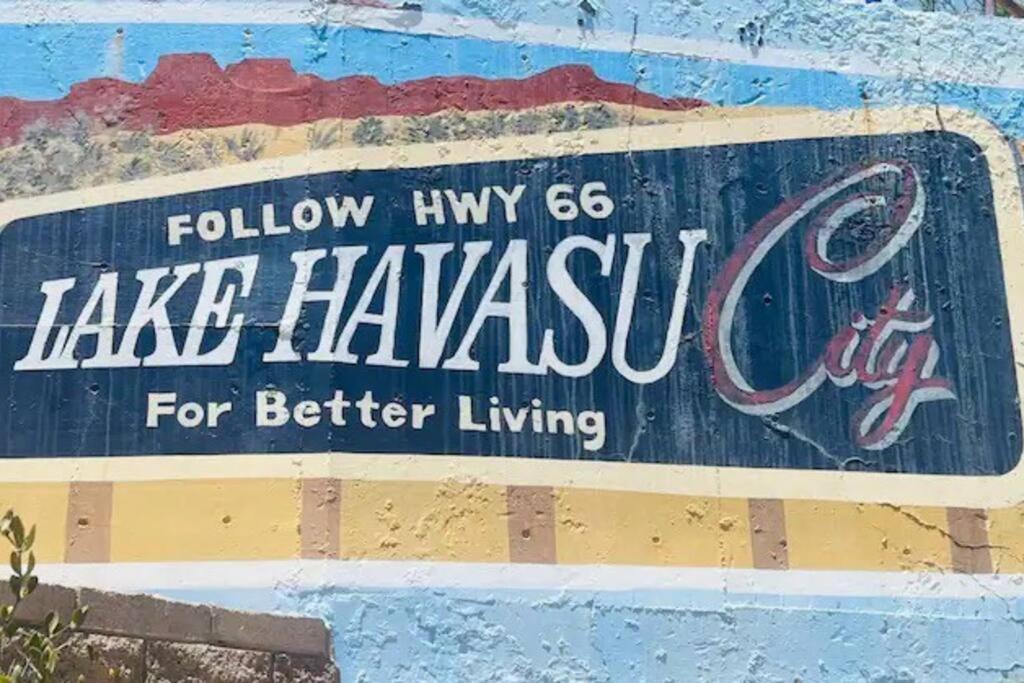 FOLLOW HWY 66
LAKE HAVASU City
For Better Living